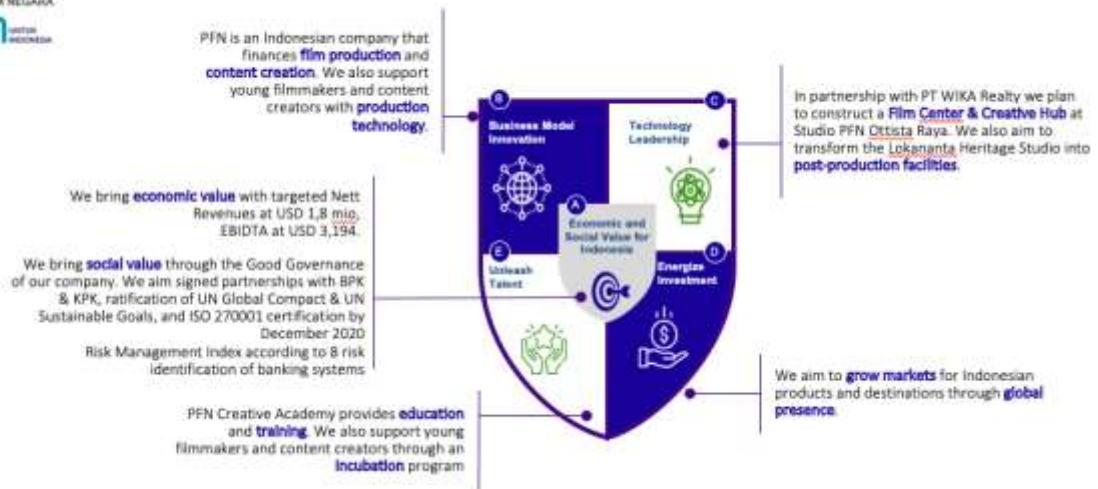 NEGARA
UNTUK
INDONESIA
PFN is an Indonesian company that
finances film production and
content creation. We also support
young filmmakers and content
creators with production
technology.
B
Business Model
Innovation
C
Technology
Leadership
In partnership with PT WIKA Realty we plan
to construct a Film Center & Creative Hub at
Studio PFN Ottista Raya. We also aim to
transform the Lokananta Heritage Studio into
post-production facilities.
We bring economic value with targeted Nett
Revenues at USD 1,8 mio,
EBIDTA at USD 3,194.
We bring social value through the Good Governance
of our company. We aim signed partnerships with BPK
& KPK, ratification of UN Global Compact & UN
Sustainable Goals, and ISO 270001 certification by
December 2020
Risk Management Index according to 8 risk
identification of banking systems
A
Economic and
Social Value for
Indonesia
E
Unleash
Talent
D
Energize
Investment
$
We aim to grow markets for Indonesian
products and destinations through global
presence.
PFN Creative Academy provides education
and training. We also support young
filmmakers and content creators through an
incubation program